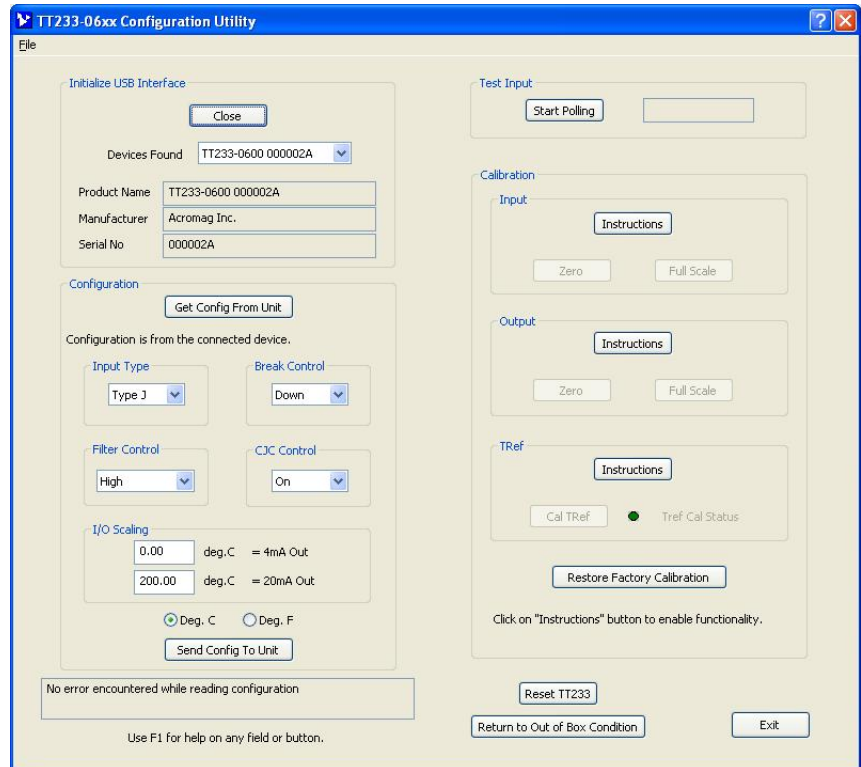 TT233-06xx Configuration Utility
File
Initialize USB Interface
Close
Devices Found TT233-0600 000002A
Product Name TT233-0600 000002A
Manufacturer Acromag Inc.
Serial No 000002A
Configuration
Get Config From Unit
Configuration is from the connected device.
Input Type
Type J
Break Control
Down
Filter Control
High
CJC Control
On
I/O Scaling
0.00 deg.C = 4mA Out
200.00 deg.C = 20mA Out
Deg. C Deg. F
Send Config To Unit
No error encountered while reading configuration
Use F1 for help on any field or button.
Test Input
Start Polling
Calibration
Input
Instructions
Zero Full Scale
Output
Instructions
Zero Full Scale
TRef
Instructions
Cal TRef Tref Cal Status
Restore Factory Calibration
Click on "Instructions" button to enable functionality.
Reset TT233
Return to Out of Box Condition
Exit